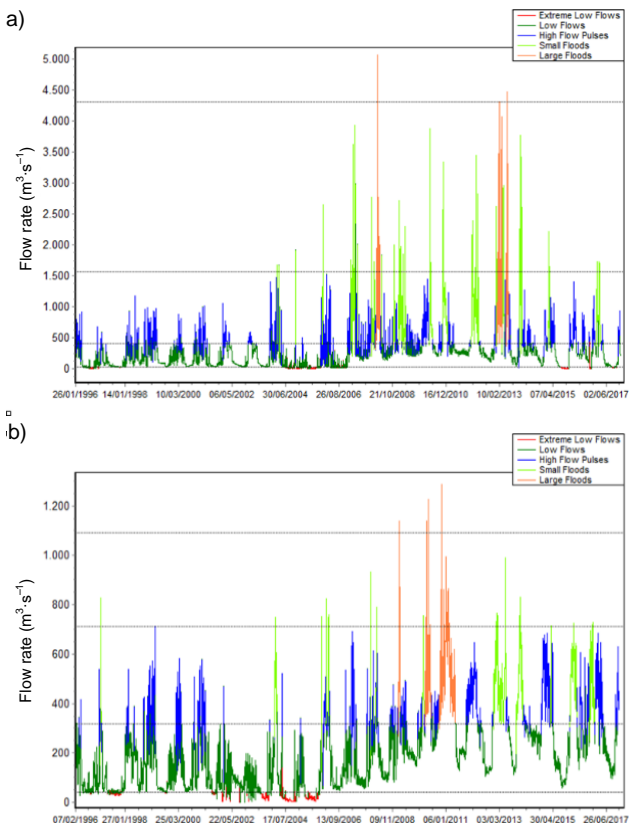 a)
Extreme Low Flows
Low Flows
High Flow Pulses
Small Floods
Large Floods
5.000
4.500
4.000
3.500
3.000
2.500
2.000
1.500
1.000
500
0
Flow rate (m³·s⁻¹)
26/01/1996 14/01/1998 10/03/2000 06/05/2002 30/06/2004 26/08/2006 21/10/2008 16/12/2010 10/02/2013 07/04/2015 02/06/2017
b)
Extreme Low Flows
Low Flows
High Flow Pulses
Small Floods
Large Floods
1.200
1.000
800
600
400
200
0
Flow rate (m³·s⁻¹)
07/02/1996 27/01/1998 25/03/2000 22/05/2002 17/07/2004 13/09/2006 09/11/2008 06/01/2011 03/03/2013 30/04/2015 26/06/2017